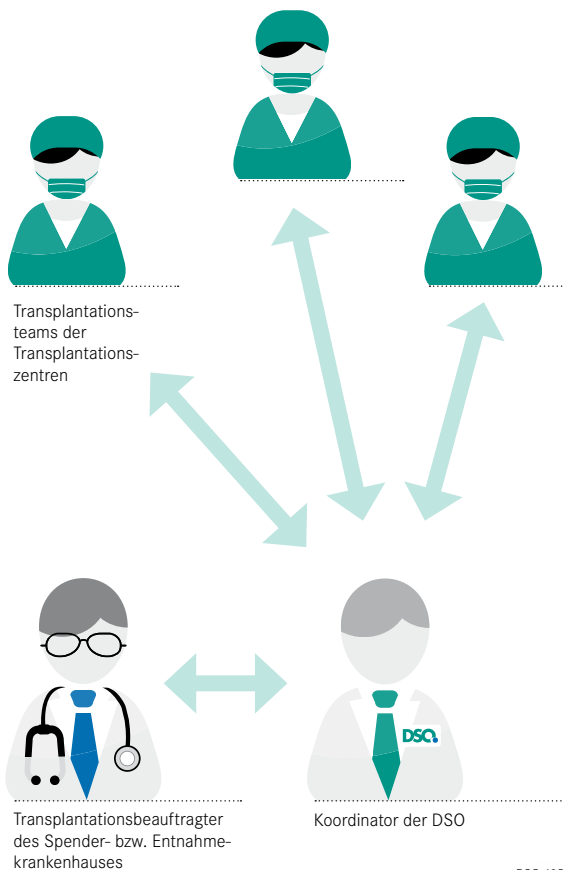 Transplantations-
teams der
Transplantations-
zentren
DSO.
Transplantationsbeauftragter
des Spender- bzw. Entnahme-
krankenhauses
Koordinator der DSO